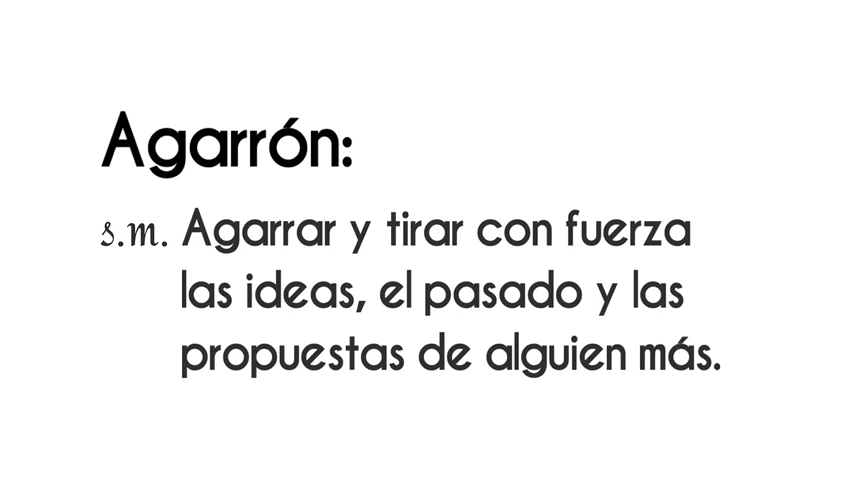 Agarrón:
s.m. Agarrar y tirar con fuerza
las ideas, el pasado y las
propuestas de alguien más.